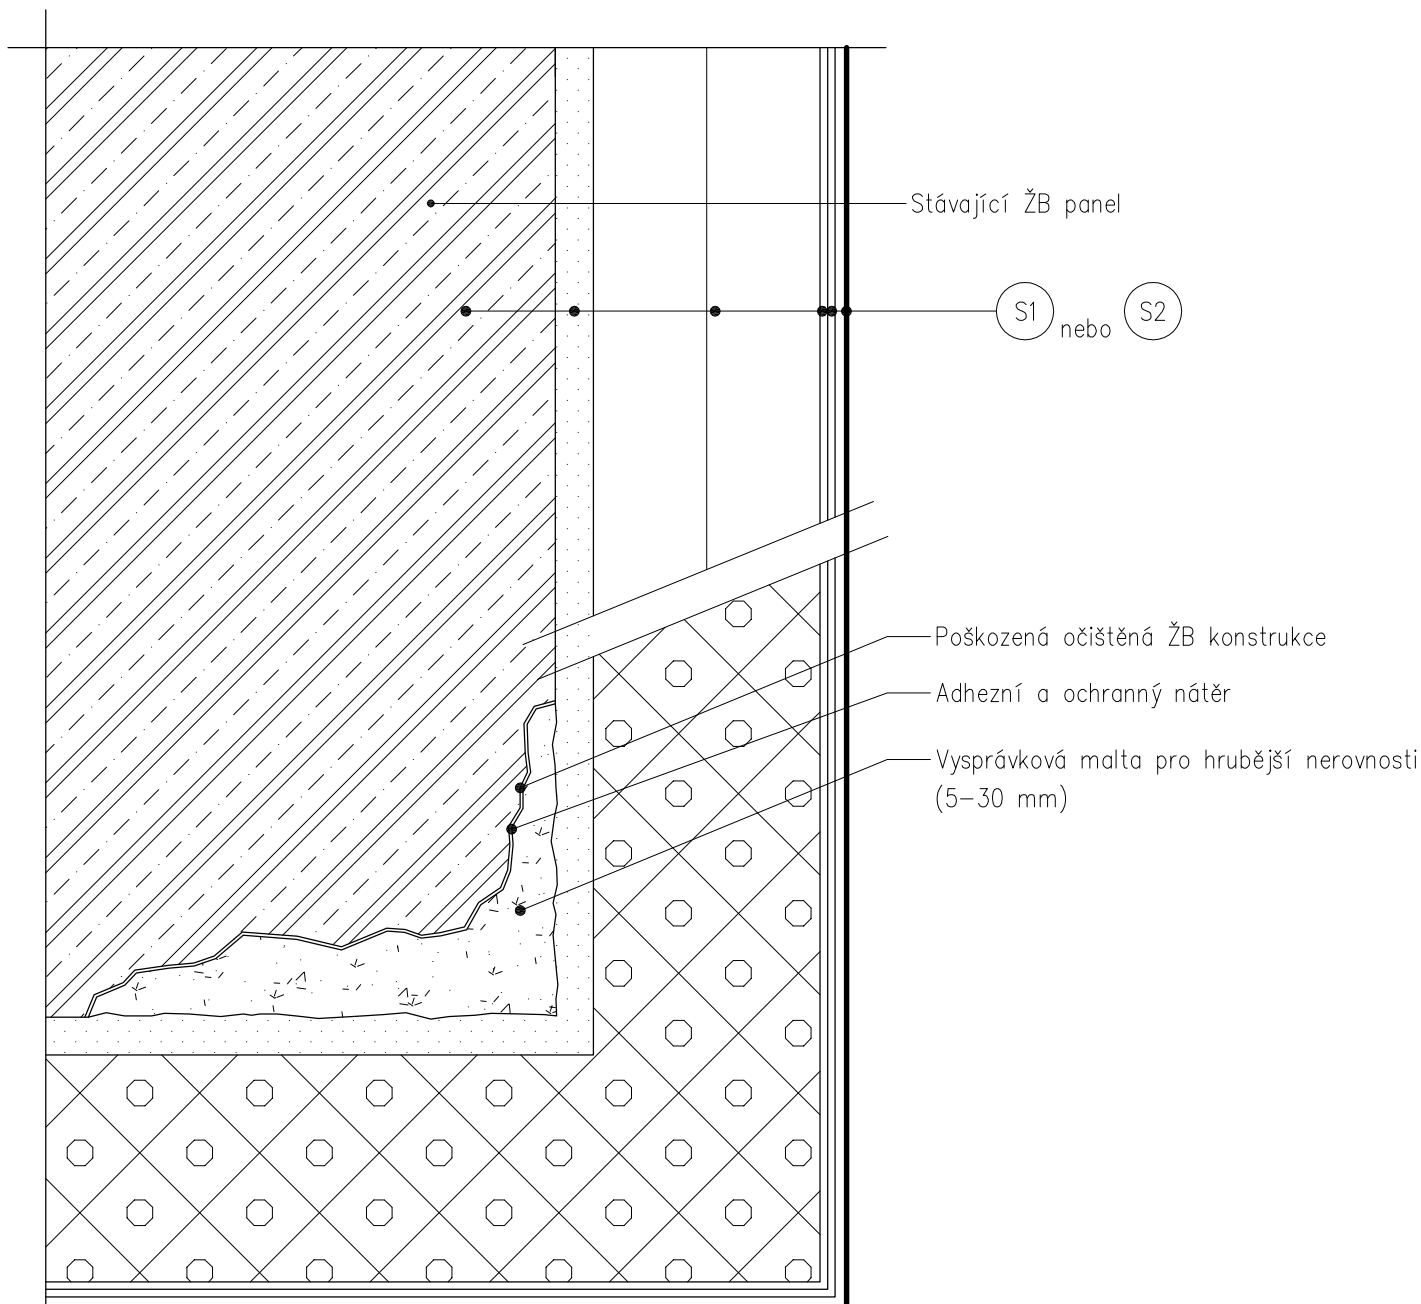 Stávající ŽB panel
S1 nebo S2
Poškozená očištěná ŽB konstrukce
Adhezní a ochranný nátěr
Vysprávková malta pro hrubější nerovnosti
(5-30 mm)